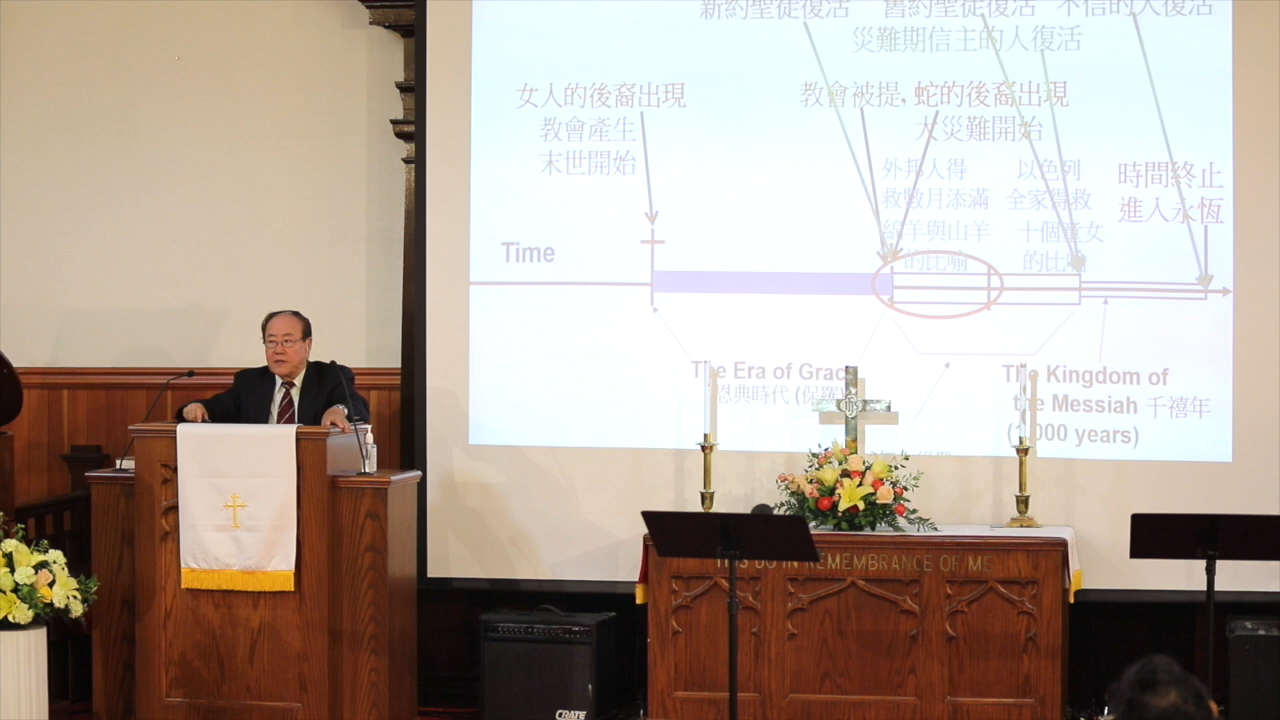 新約聖徒復活 舊約聖徒復活 不信的人復活
災難期信主的人復活
女人的後裔出現
教會產生
末世開始
教會被提, 蛇的後裔出現
大災難開始
外邦人得
救數月添滿
綿羊與山羊
的比喻
以色列
全家得救
十個童女
的比喻
時間終止
進入永恆
Time
The Era of Grace
恩典時代 (保羅)
The Kingdom of
the Messiah 千禧年
(1000 years)
THIS DO IN REMEMBRANCE OF ME
CRATE